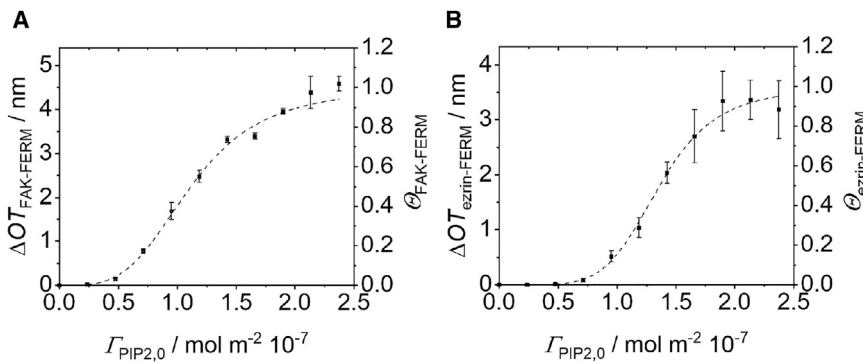 A
B
ΔOT_FAK-FERM / nm
5
4
3
2
1
0
0.0 0.5 1.0 1.5 2.0 2.5
1.2
1.0
0.8
0.6
0.4
0.2
0.0
Θ_FAK-FERM
Γ_PIP2,0 / mol m⁻² 10⁻⁷
ΔOT_ezrin-FERM / nm
4
3
2
1
0
0.0 0.5 1.0 1.5 2.0 2.5
1.2
1.0
0.8
0.6
0.4
0.2
0.0
Θ_ezrin-FERM
Γ_PIP2,0 / mol m⁻² 10⁻⁷